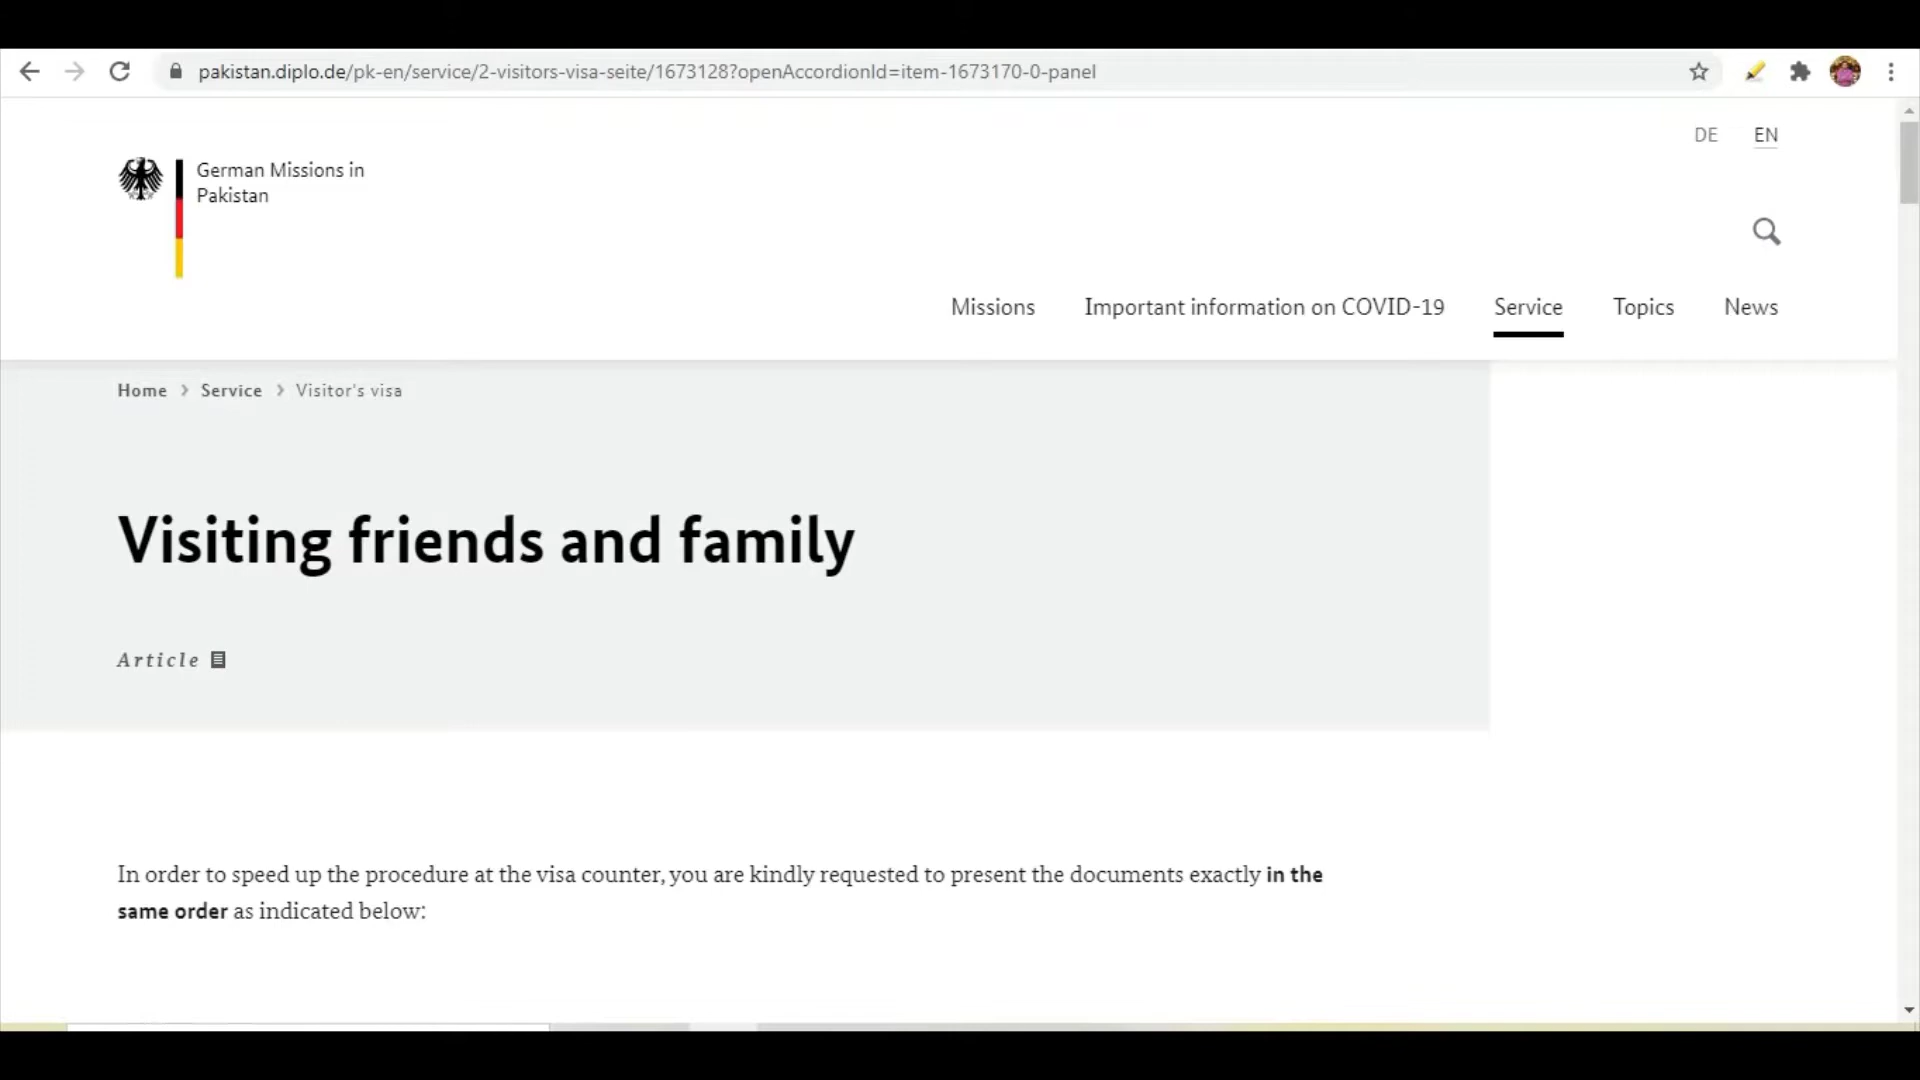 pakistan.diplo.de/pk-en/service/2-visitors-visa-seite/1673128?openAccordionId=item-1673170-0-panel
DE EN
German Missions in
Pakistan
Missions Important information on COVID-19 Service Topics News
Home > Service > Visitor's visa
Visiting friends and family
Article
In order to speed up the procedure at the visa counter, you are kindly requested to present the documents exactly in the
same order as indicated below: